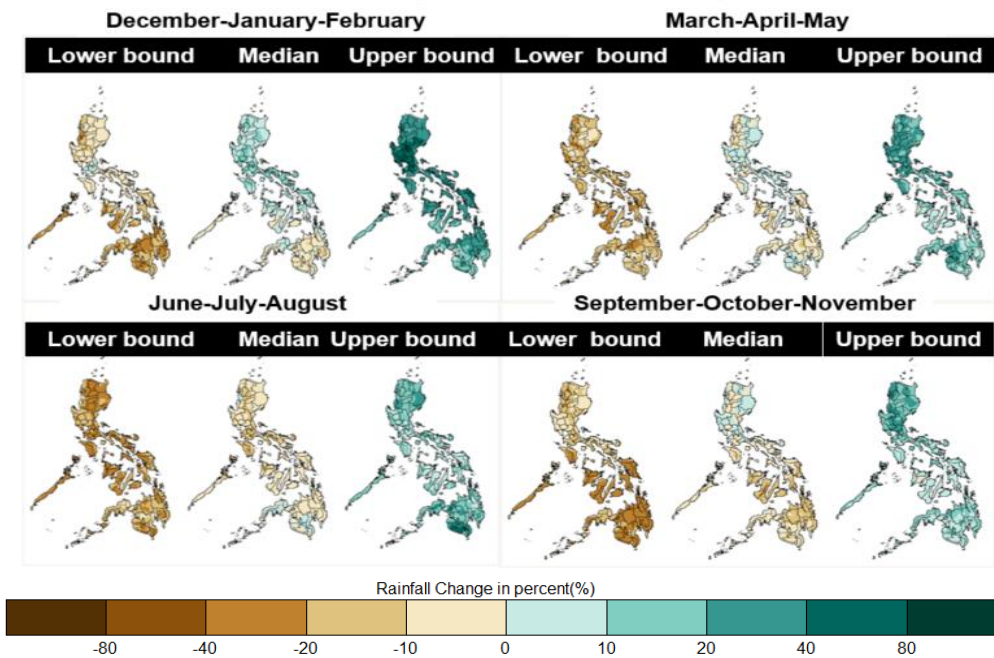 December-January-February
March-April-May
Lower bound Median Upper bound Lower bound Median Upper bound
June-July-August
September-October-November
Lower bound Median Upper bound Lower bound Median Upper bound
Rainfall Change in percent(%)
-80 -40 -20 -10 0 10 20 40 80